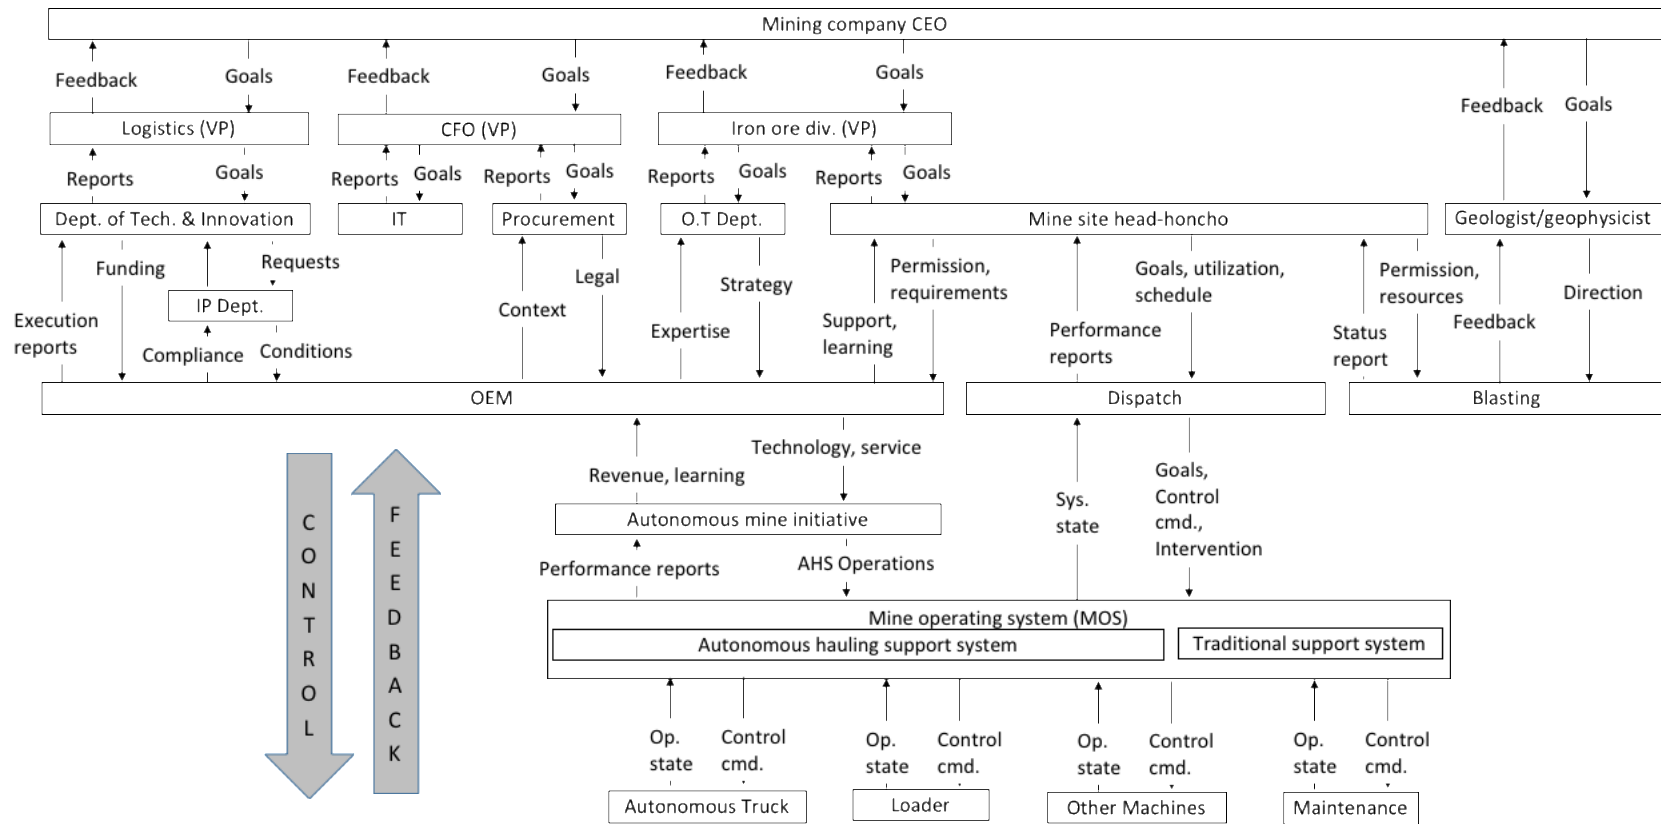 Mining company CEO
Feedback
Goals
Feedback
Goals
Feedback
Goals
Feedback
Goals
Logistics (VP)
CFO (VP)
Iron ore div. (VP)
Reports
Goals
Reports
Goals
Reports
Goals
Reports
Goals
Reports
Goals
Dept. of Tech. & Innovation
IT
Procurement
O.T Dept.
Mine site head-honcho
Geologist/geophysicist
Execution
reports
Funding
Requests
IP Dept.
Compliance
Conditions
Context
Legal
Expertise
Strategy
Support,
learning
Permission,
requirements
Performance
reports
Goals, utilization,
schedule
Status
report
Permission,
resources
Feedback
Direction
OEM
Dispatch
Blasting
CONTROL
FEEDBACK
Revenue, learning
Technology, service
Sys.
state
Goals,
Control
cmd.,
Intervention
Autonomous mine initiative
Performance reports
AHS Operations
Mine operating system (MOS)
Autonomous hauling support system
Traditional support system
Op.
state
Control
cmd.
Op.
state
Control
cmd.
Op.
state
Control
cmd.
Op.
state
Control
cmd.
Autonomous Truck
Loader
Other Machines
Maintenance